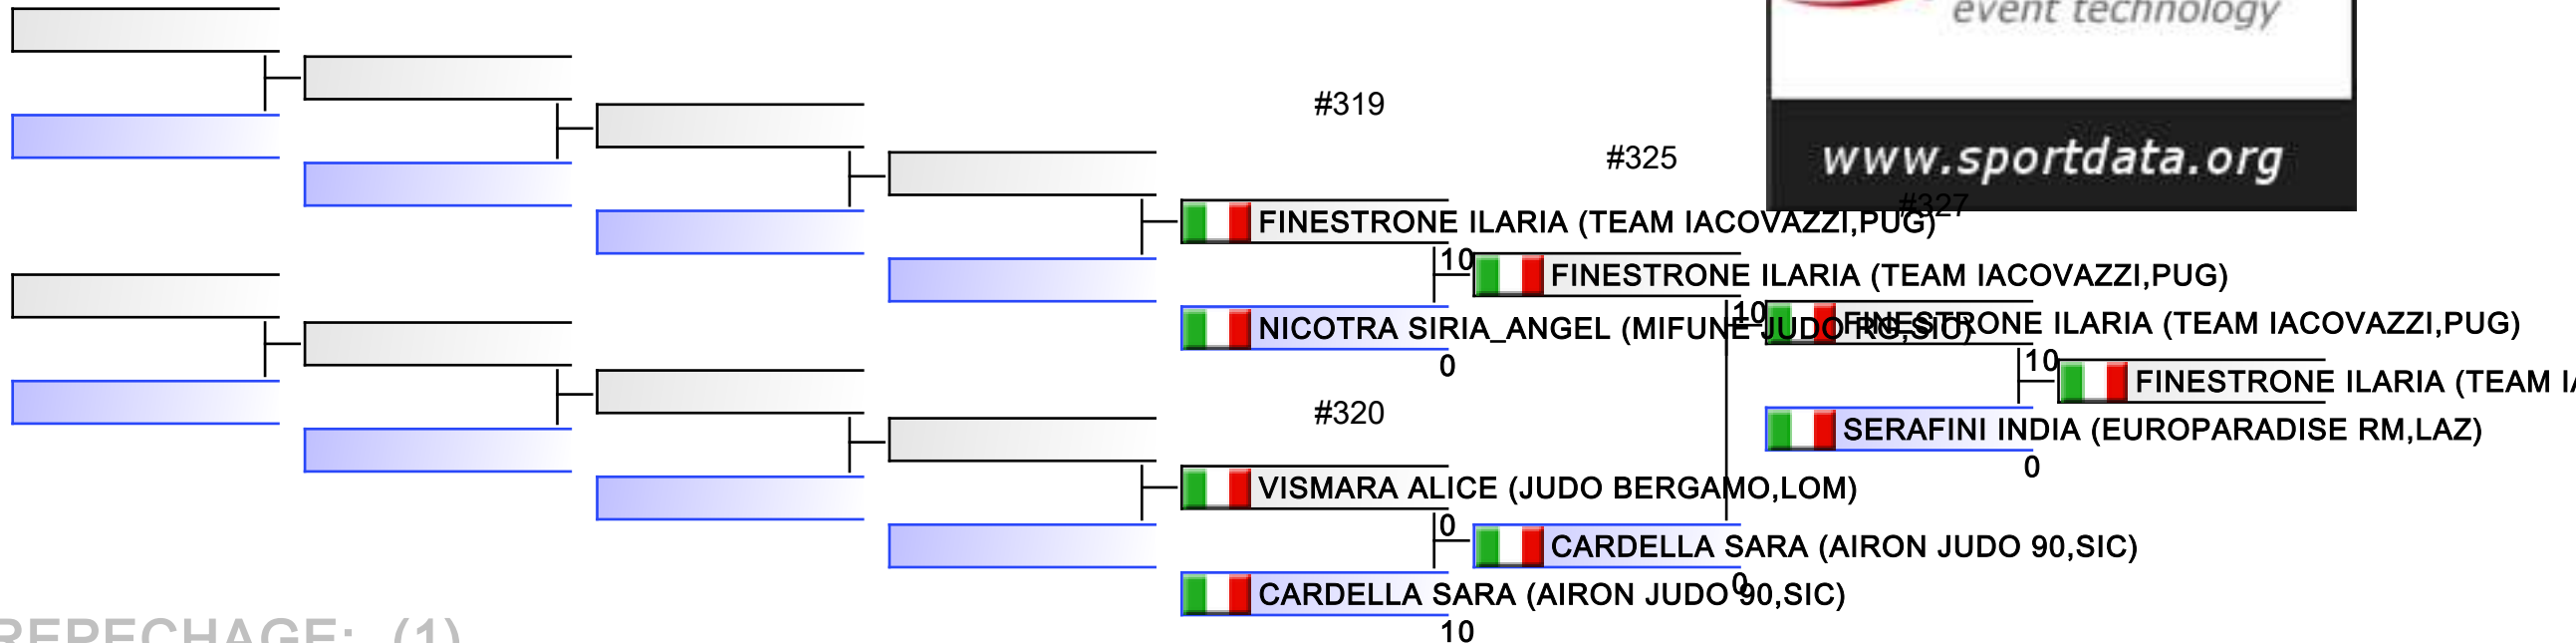 event technology
#319
#325
www.sportdata.org
#327
FINESTRONE ILARIA (TEAM IACOVAZZI,PUG)
10
FINESTRONE ILARIA (TEAM IACOVAZZI,PUG)
10
NICOTRA SIRIA_ANGEL (MIFUNE JUDO RG,SIC)
FINESTRONE ILARIA (TEAM IACOVAZZI,PUG)
0
10
FINESTRONE ILARIA (TEAM IA
#320
SERAFINI INDIA (EUROPARADISE RM,LAZ)
0
VISMARA ALICE (JUDO BERGAMO,LOM)
0
CARDELLA SARA (AIRON JUDO 90,SIC)
0
CARDELLA SARA (AIRON JUDO 90,SIC)
10
REPECHAGE: (1)